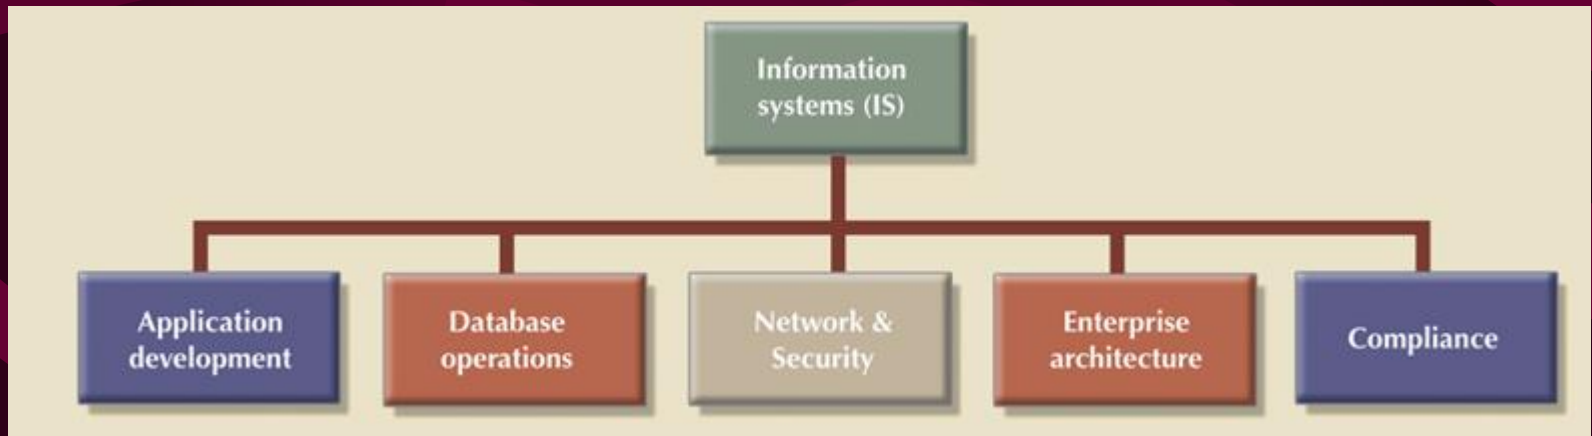 Information
systems (IS)
Application
development
Database
operations
Network &
Security
Enterprise
architecture
Compliance